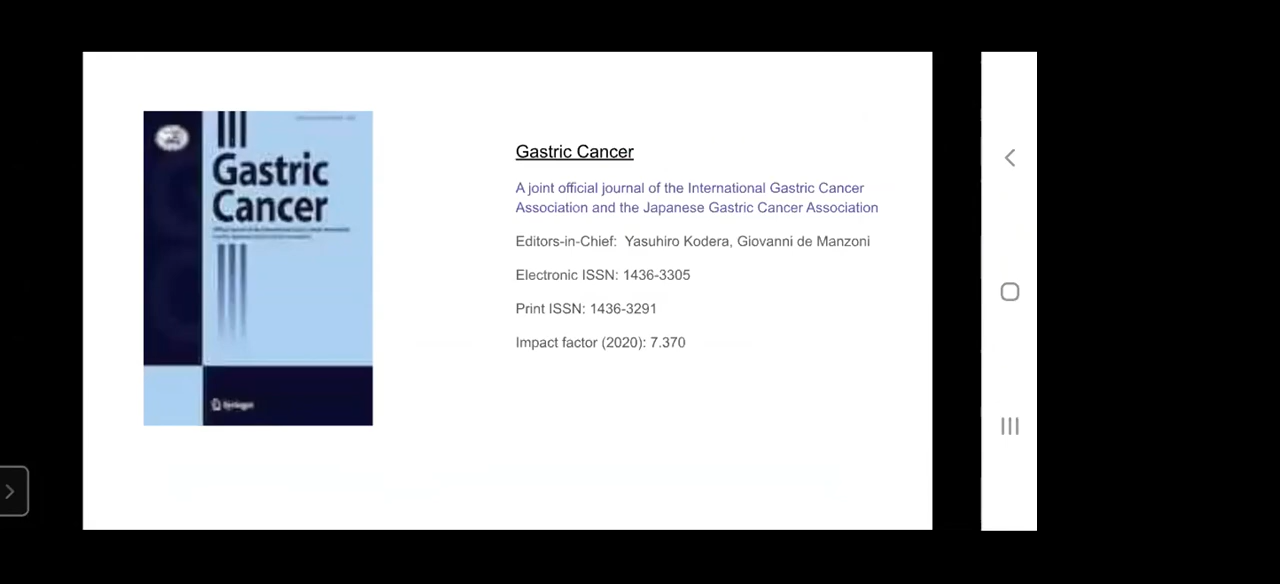 Gastric
Cancer
Springer
Gastric Cancer
A joint official journal of the International Gastric Cancer
Association and the Japanese Gastric Cancer Association
Editors-in-Chief: Yasuhiro Kodera, Giovanni de Manzoni
Electronic ISSN: 1436-3305
Print ISSN: 1436-3291
Impact factor (2020): 7.370